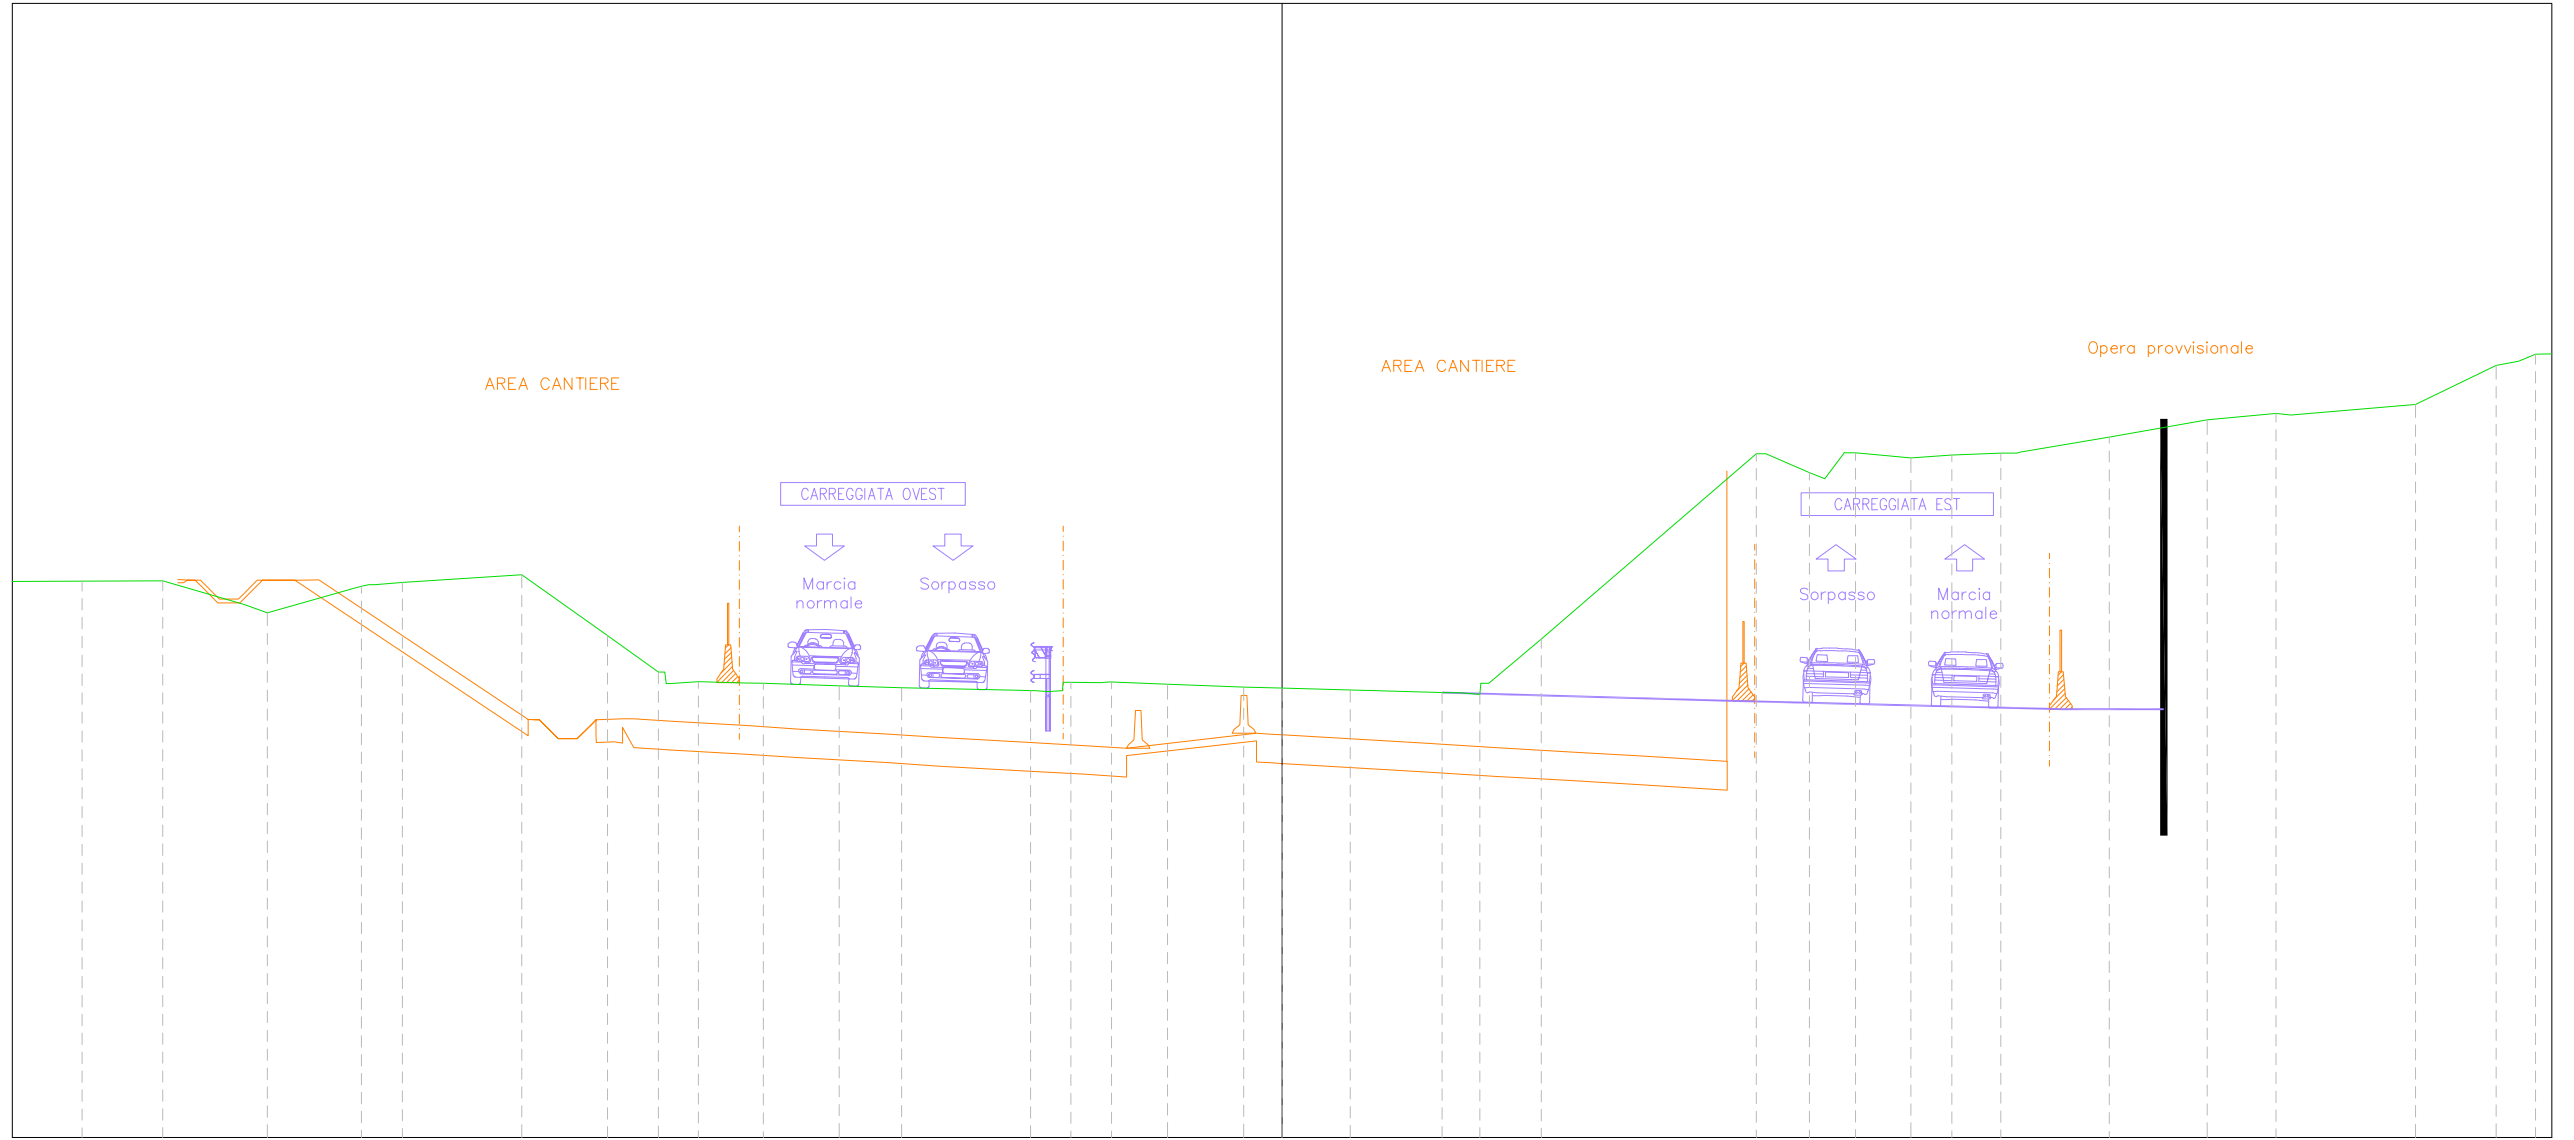 Opera provvisionale
AREA CANTIERE
AREA CANTIERE
CARREGGIATA OVEST
Marcia
normale
Sorpasso
CARREGGIATA EST
Sorpasso
Marcia
normale